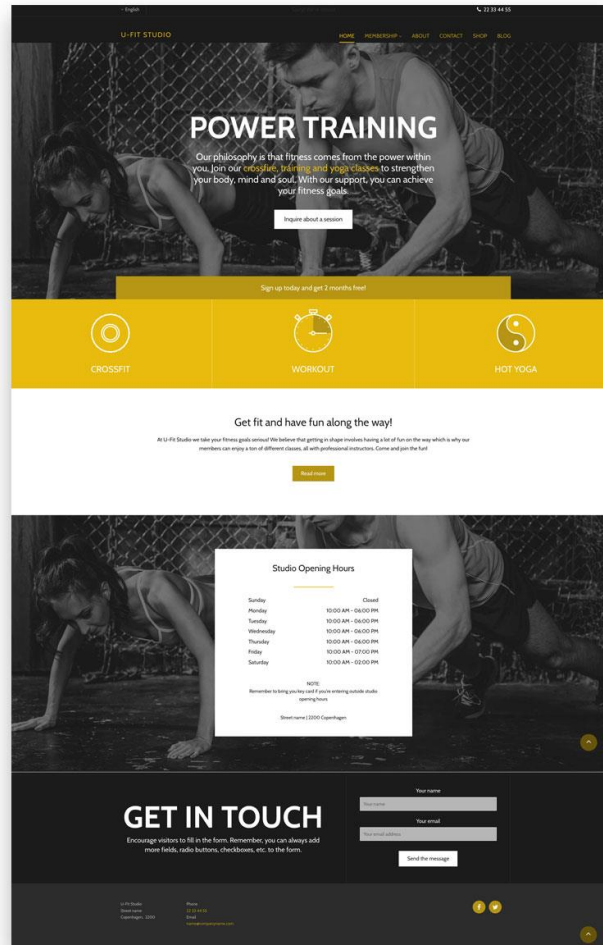 English
22 33 44 55
U-FIT STUDIO
HOME MEMBERSHIP ABOUT CONTACT SHOP BLOG
POWER TRAINING
Our philosophy is that fitness comes from the power within
you. Join our crossfire, training and yoga classes to strengthen
your body, mind and soul. With our support, you can achieve
your fitness goals
Inquire about a session
Sign up today and get 2 months free!
CROSSFIT
WORKOUT
HOT YOGA
Get fit and have fun along the way!
At U-Fit Studio we take your fitness goals serious! We believe that getting in shape involves having a lot of fun on the way which is why our
members can enjoy a ton of different classes, all with professional instructors. Come and join the fun!
Read more
Studio Opening Hours
Sunday Closed
Monday 10:00 AM - 06:00 PM
Tuesday 10:00 AM - 06:00 PM
Wednesday 10:00 AM - 06:00 PM
Thursday 10:00 AM - 06:00 PM
Friday 10:00 AM - 07:00 PM
Saturday 10:00 AM - 02:00 PM
NOTE:
Remember to bring you key card if you're entering outside studio
opening hours
Street name | 2200 Copenhagen
GET IN TOUCH
Encourage visitors to fill in the form. Remember, you can always add
more fields, radio buttons, checkboxes, etc. to the form.
Your name
Your name
Your email
Your email address
Send the message
U-Fit Studio
Street name
Copenhagen, 2200
Phone
22 33 44 55
Email